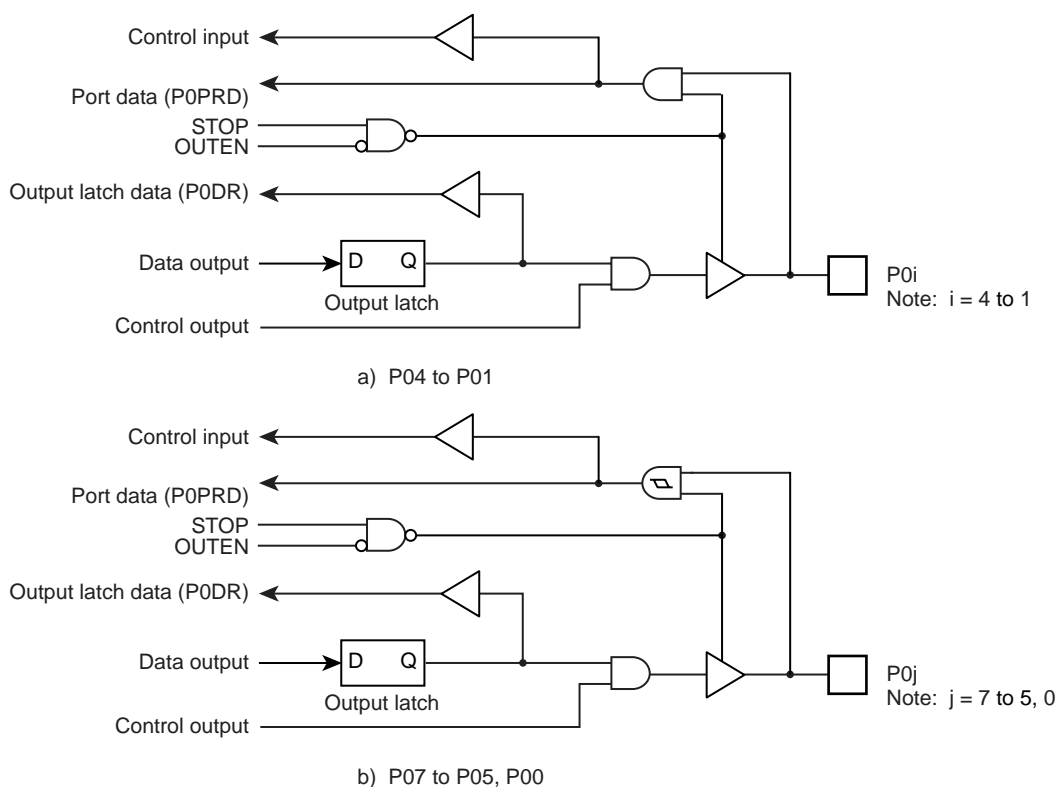 Control input
Port data (P0PRD)
STOP
OUTEN
Output latch data (P0DR)
Data output
D Q
Output latch
Control output
P0i
Note: i = 4 to 1
a) P04 to P01
Control input
Port data (P0PRD)
STOP
OUTEN
Output latch data (P0DR)
Data output
D Q
Output latch
Control output
P0j
Note: j = 7 to 5, 0
b) P07 to P05, P00